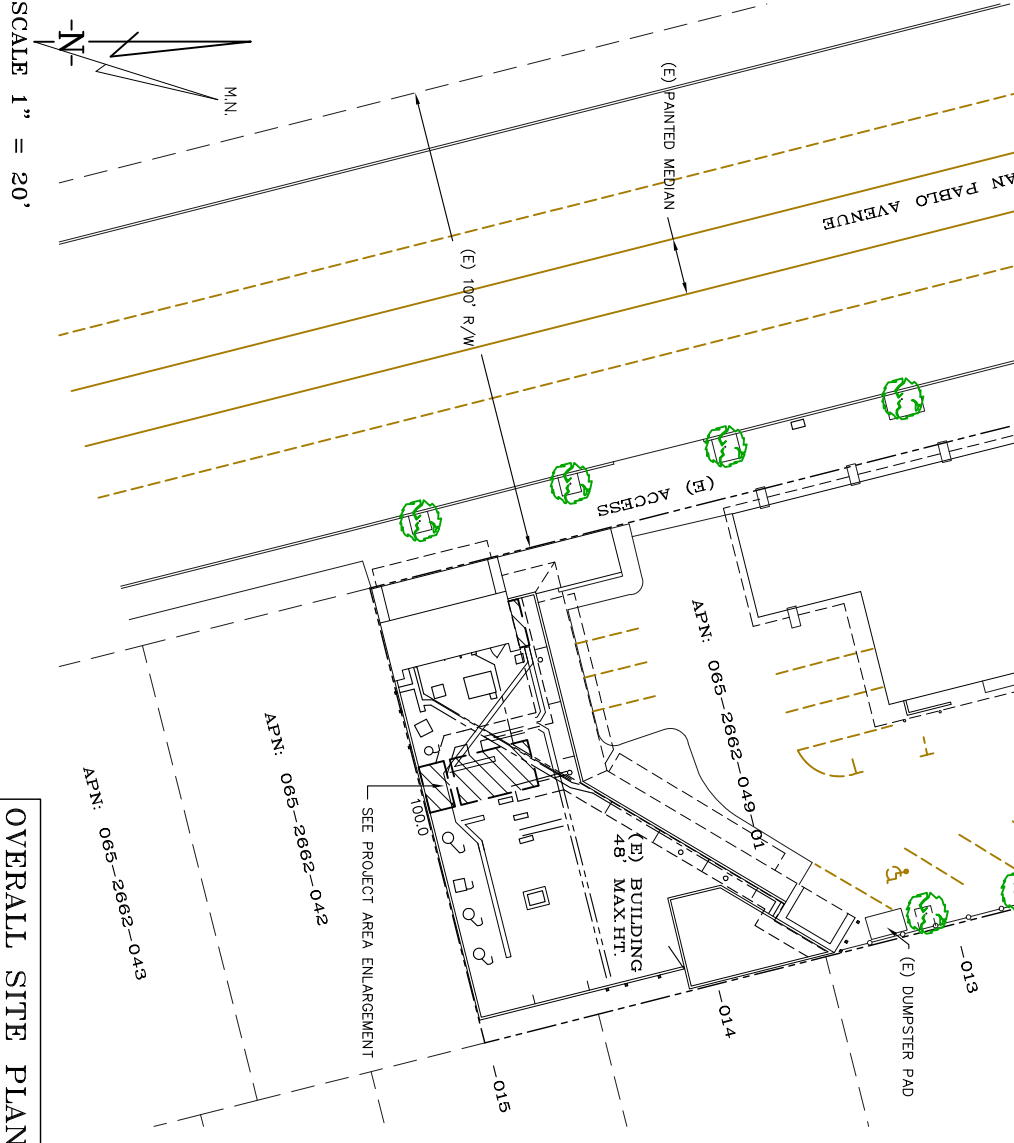 -N-
M.N.
SCALE 1" = 20'
(E) PAINTED MEDIAN
AN PABLO AVENUE
(E) 100' R/W
(E) ACCESS
APN: 065-2662-049-01
APN: 065-2662-042
APN: 065-2662-043
100.0
SEE PROJECT AREA ENLARGEMENT
(E) BUILDING
48' MAX.HT.
(E) DUMPSTER PAD
-013
-014
-015
OVERALL SITE PLAN